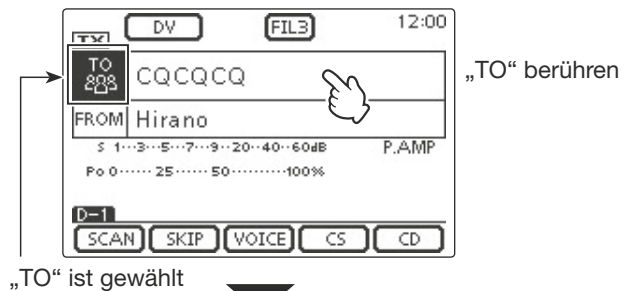 DV FIL3 12:00
TX
TO CQCQCQ „TO“ berühren
FROM Hirano
S 1···3···5···7···9··20··40··60dB P.AMP
Po 0······ 25······ 50··········100%
D-1
SCAN SKIP VOICE CS CD
„TO“ ist gewählt